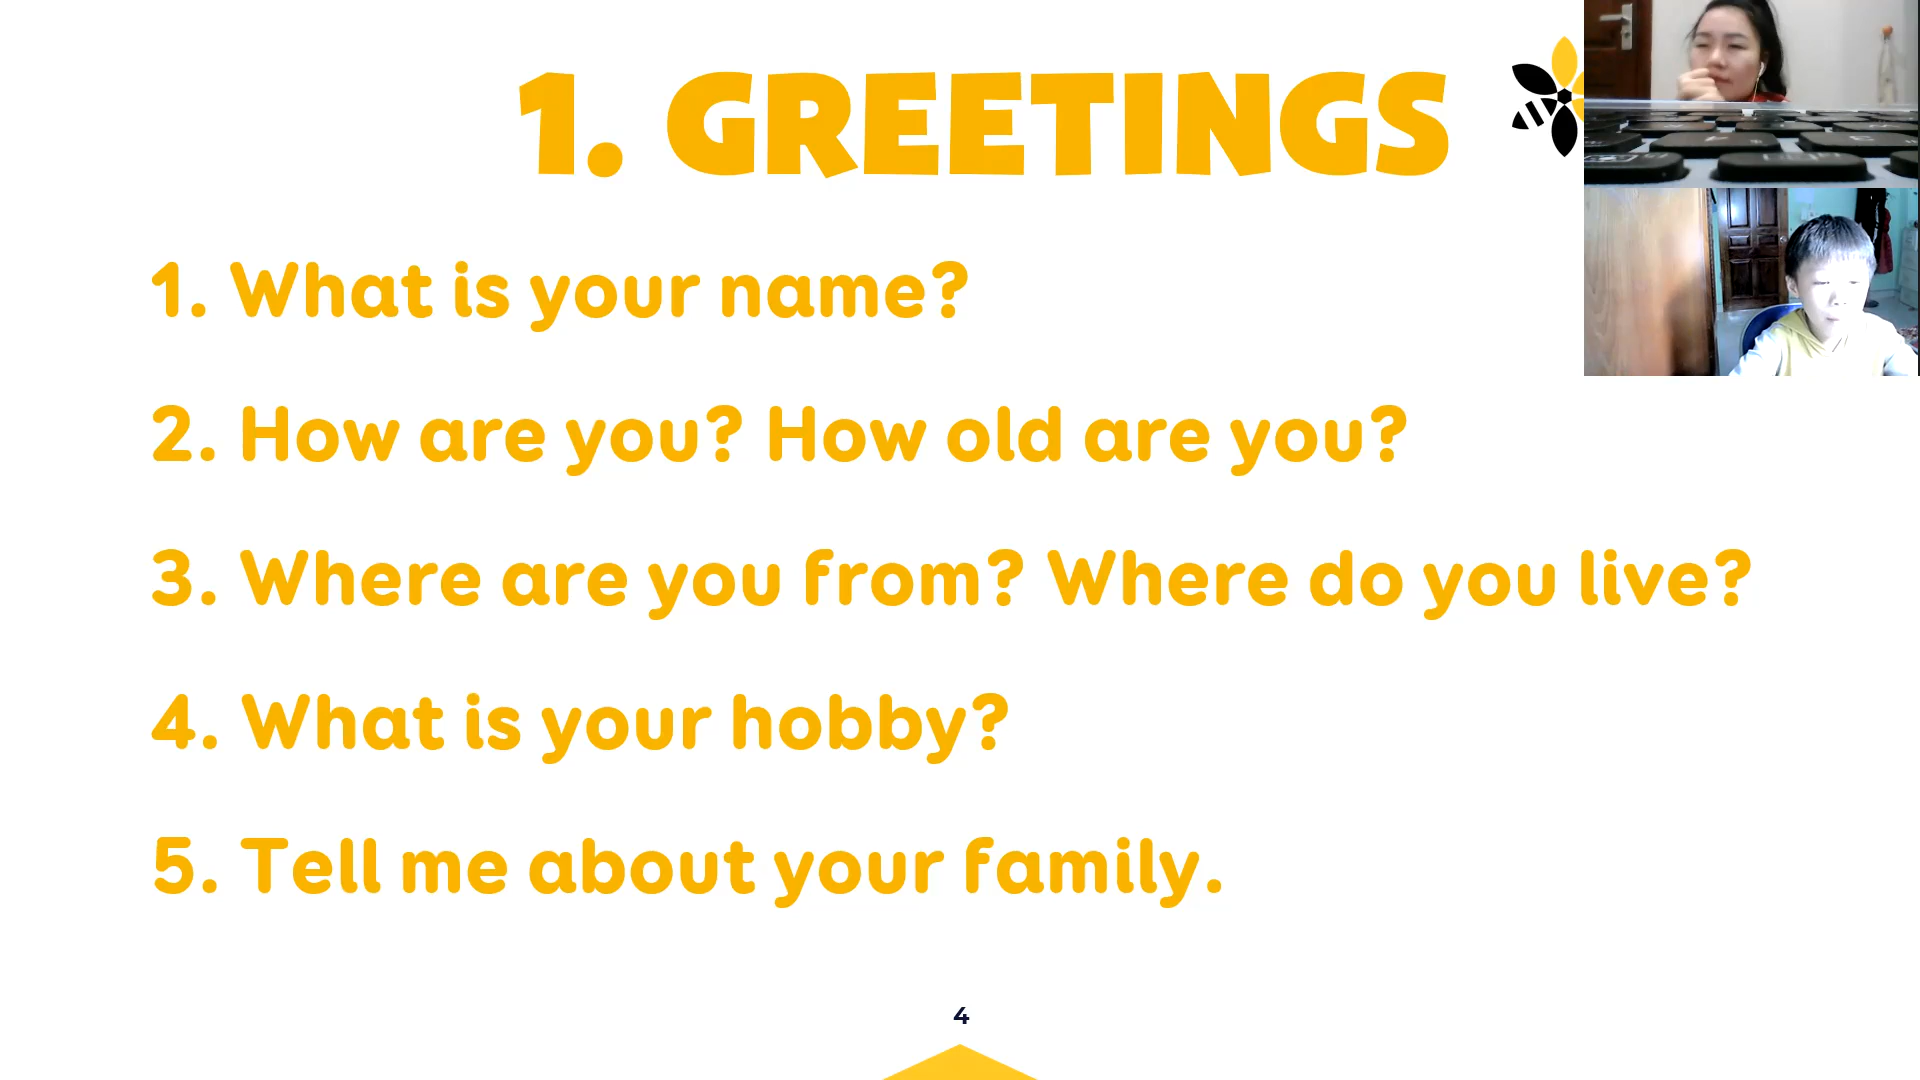 1. GREETINGS
1. What is your name?
2. How are you? How old are you?
3. Where are you from? Where do you live?
4. What is your hobby?
5. Tell me about your family.
4